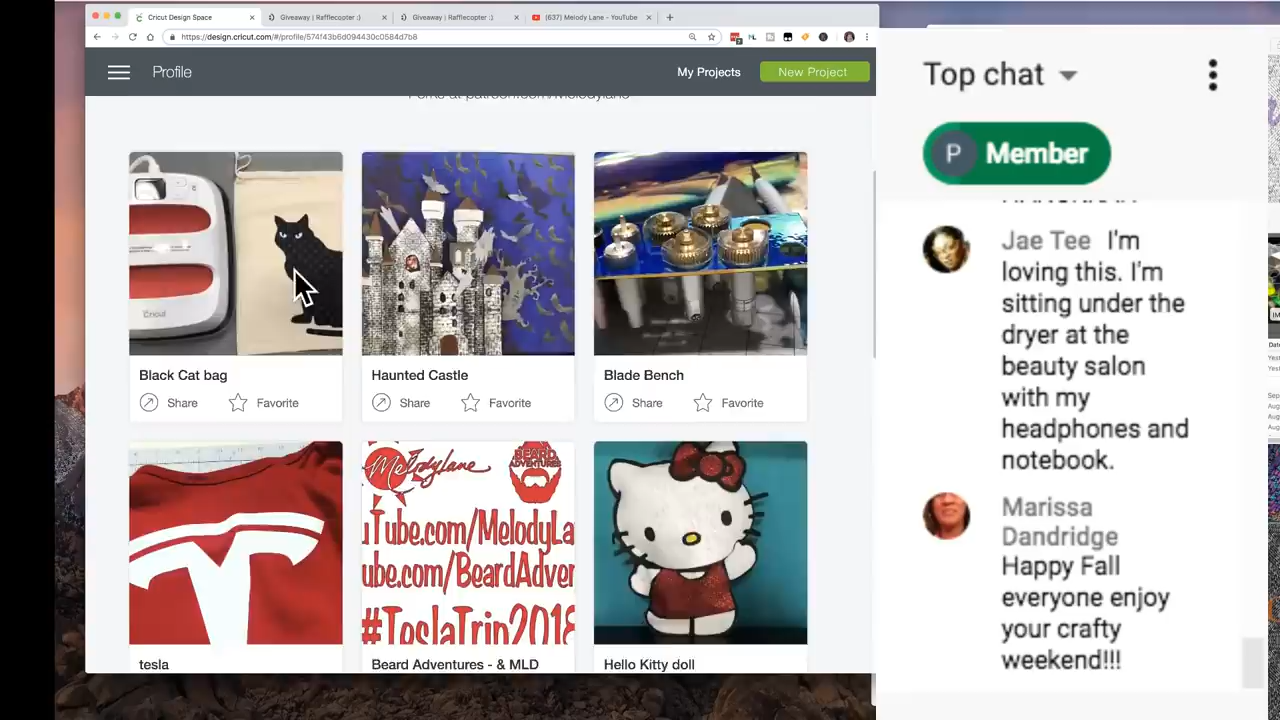 Cricut Design Space
Giveaway | Rafflecopter :)
Giveaway | Rafflecopter :)
(637) Melody Lane - YouTube
https://design.cricut.com/#/profile/574f43b6d094430c0584d7b8
Profile
My Projects
New Project
Black Cat bag
Share
Favorite
Haunted Castle
Share
Favorite
Blade Bench
Share
Favorite
Cricut
MelodyLane
BEARD
ADVENTURES
uTube.com/MelodyLa
ube.com/BeardAdven
#TeslaTrip2018
tesla
Beard Adventures - & MLD
Hello Kitty doll
Top chat
P Member
Jae Tee I'm
loving this. I'm
sitting under the
dryer at the
beauty salon
with my
headphones and
notebook.
Marissa
Dandridge
Happy Fall
everyone enjoy
your crafty
weekend!!!